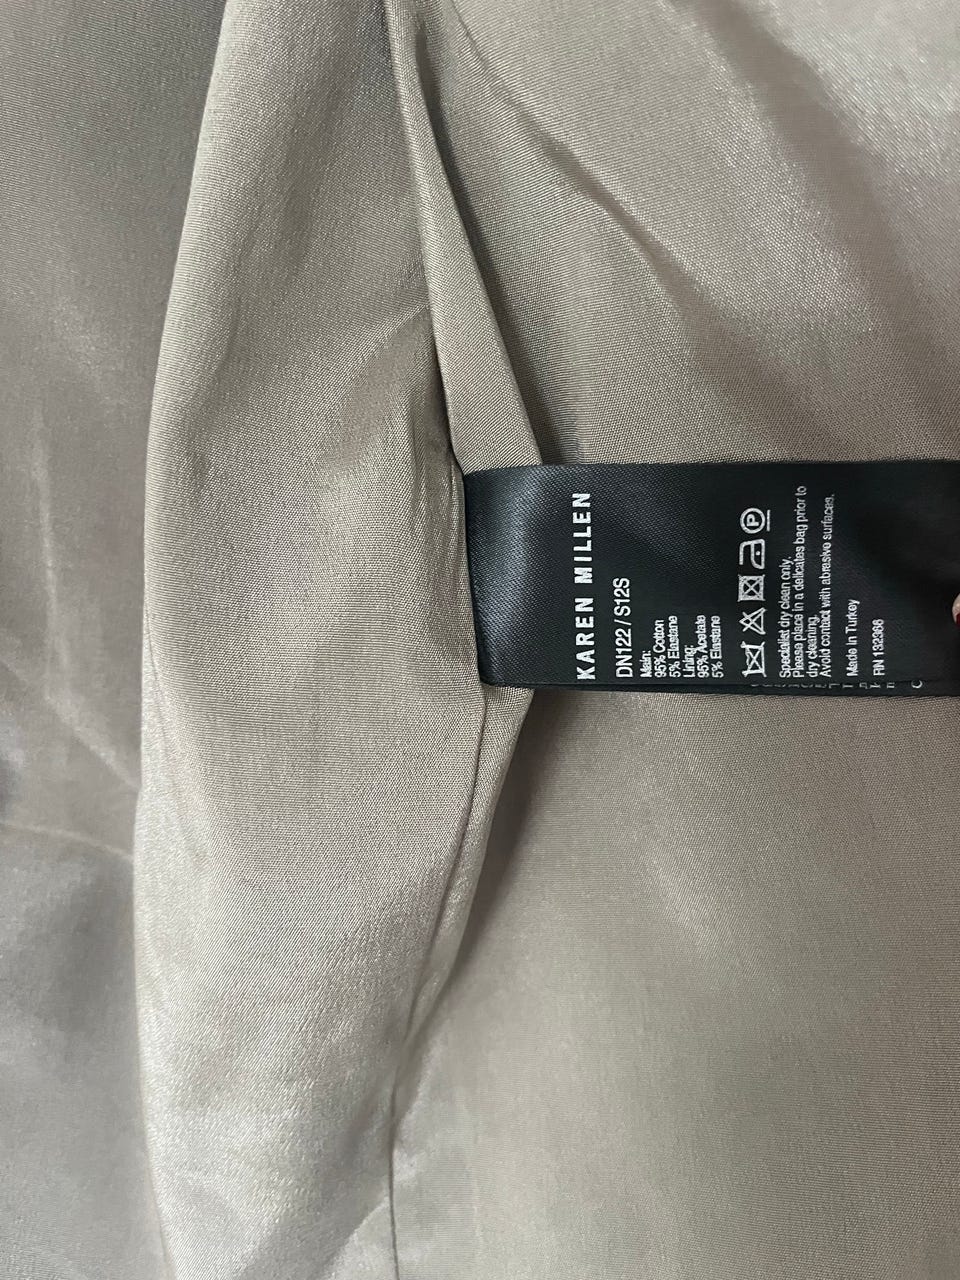 KAREN MILLEN
DN122 / S12S
Main:
95% Cotton
5% Elastane
Lining:
95% Acetate
5% Elastane
P
Specialist dry clean only.
Please place in a delicates bag prior to
dry cleaning.
Avoid contact with abrasive surfaces.
Made in Turkey
RN 132368